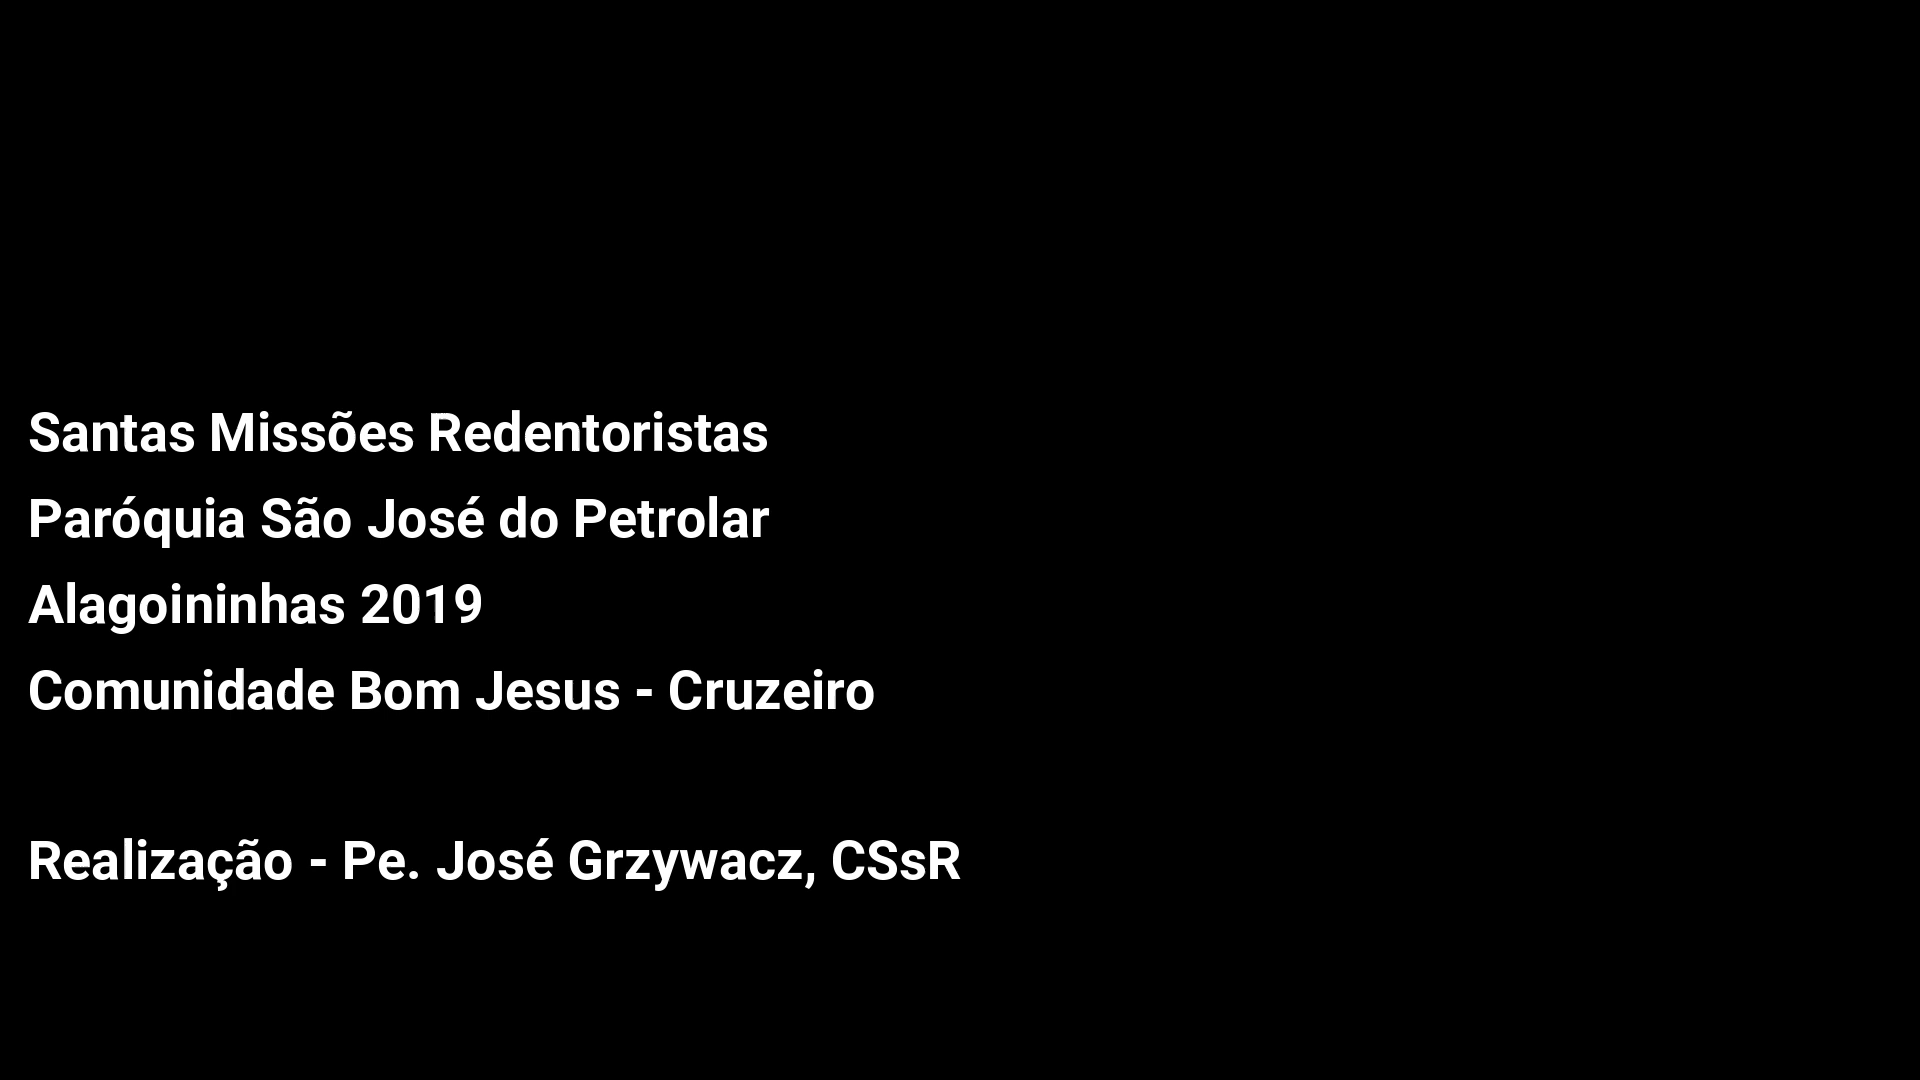 Santas Missões Redentoristas
Paróquia São José do Petrolar
Alagoininhas 2019
Comunidade Bom Jesus - Cruzeiro
Realização - Pe. José Grzywacz, CSsR